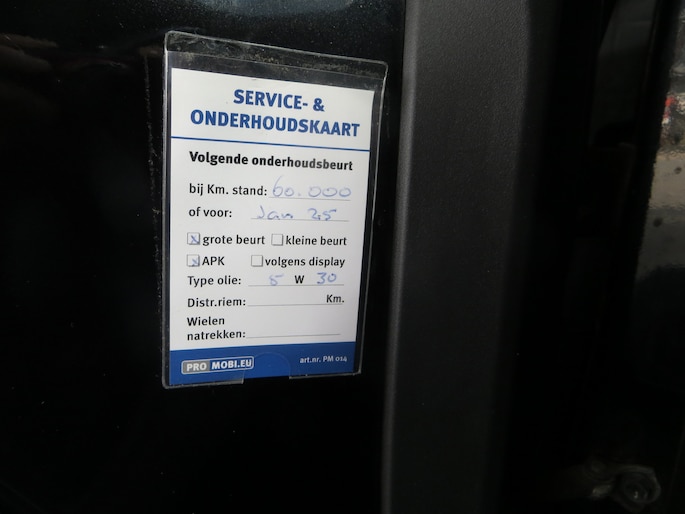 SERVICE- &
ONDERHOUDSKAART
Volgende onderhoudsbeurt
bij Km. stand: 60.000
of voor: Jan 25
grote beurt kleine beurt
APK volgens display
Type olie: 5 W 30
Distr.riem: Km.
Wielen
natrekken:
PRO MOBI.EU art.nr. PM 014